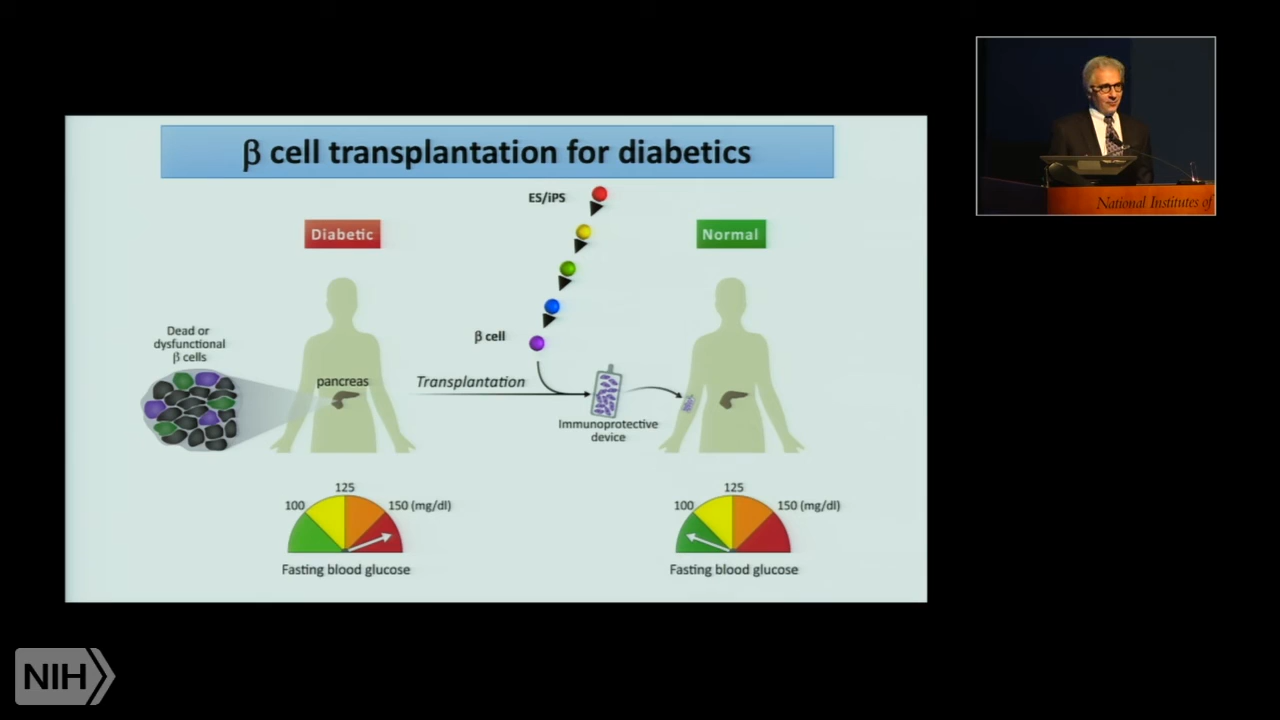 β cell transplantation for diabetics
ES/iPS
Diabetic
Normal
Dead or
dysfunctional
β cells
β cell
pancreas
Transplantation
Immunoprotective
device
100
125
150 (mg/dl)
Fasting blood glucose
100
125
150 (mg/dl)
Fasting blood glucose
National Institutes of
NIH